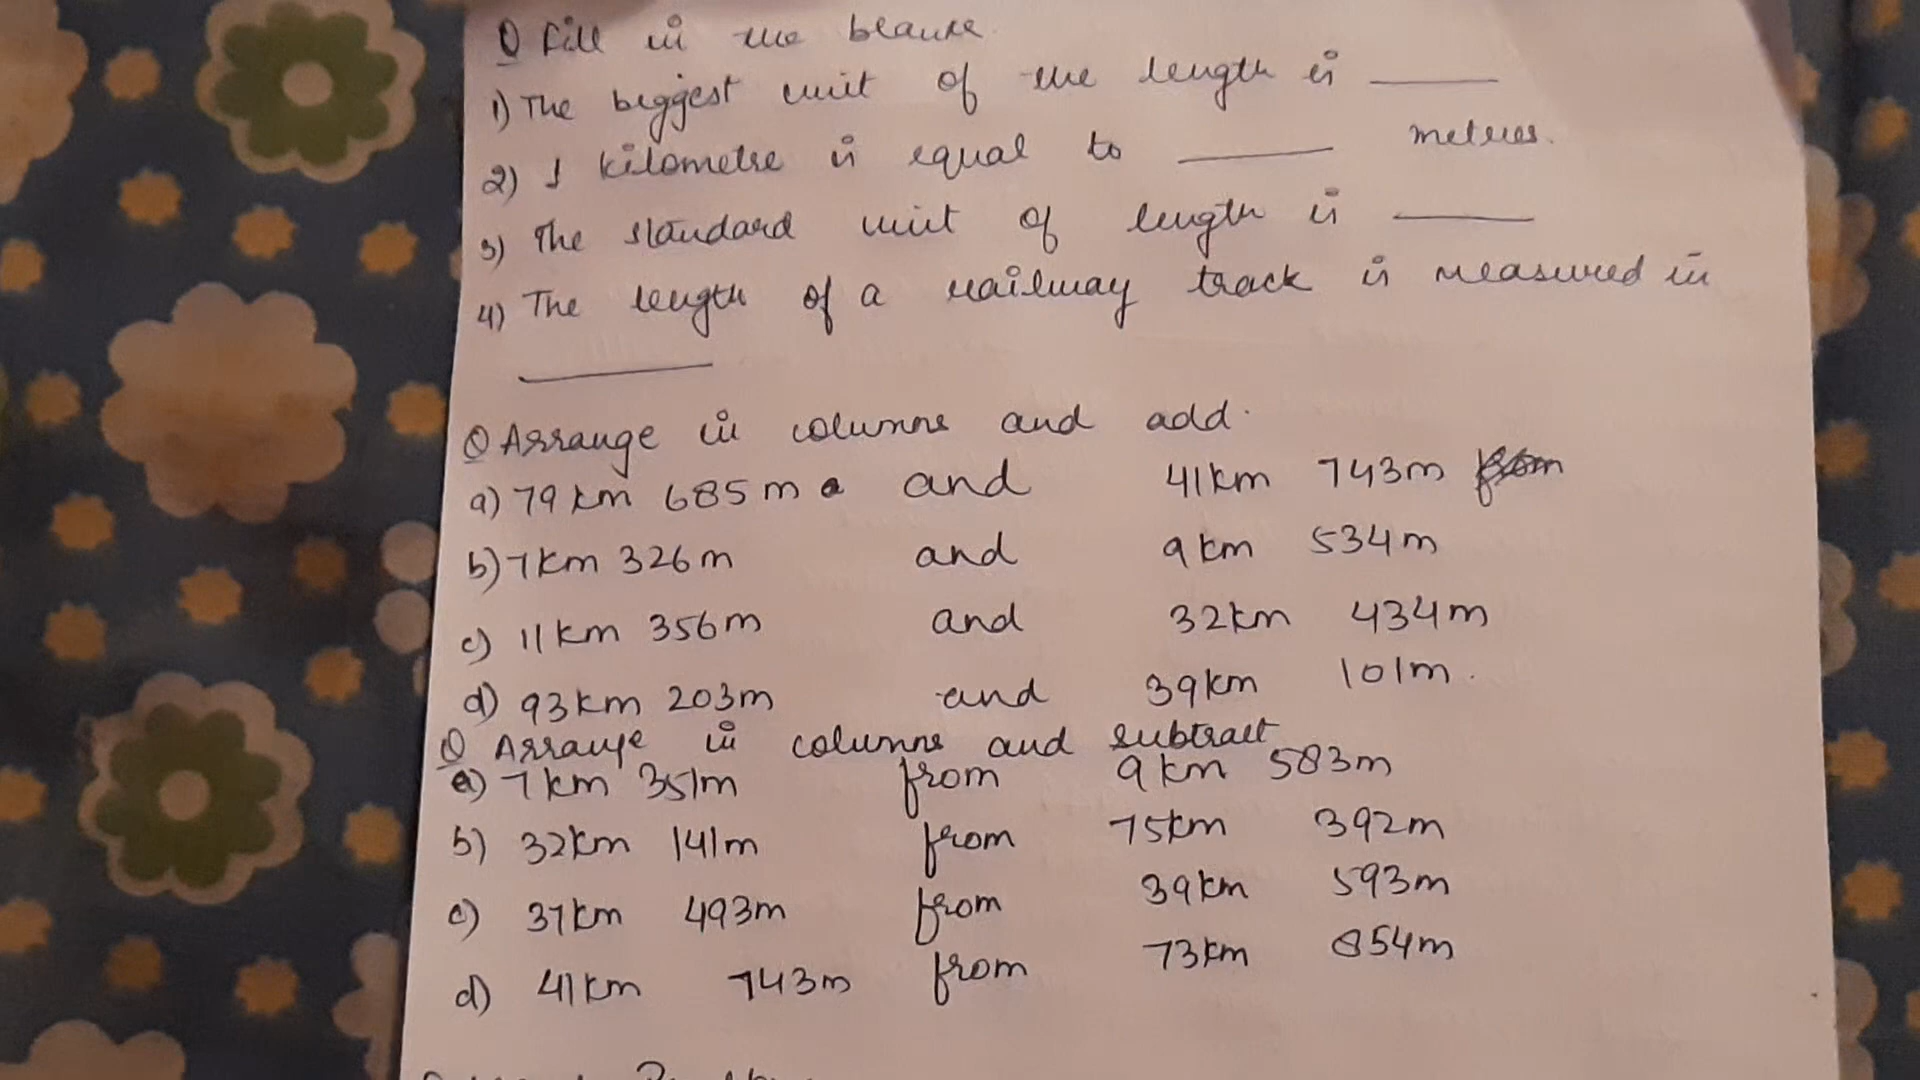 Q Fill in the blanks.
1) The biggest unit of the length is ______
2) 1 kilometre is equal to ______ metres.
3) The standard unit of length is ______
4) The length of a railway track is measured in
______
Q Arrange in columns and add.
a) 79 km 685 m and 41 km 743 m
b) 7 km 326 m and 9 km 534 m
c) 11 km 356 m and 32 km 434 m
d) 93 km 203 m and 39 km 101 m.
Q Arrange in columns and subtract
a) 7 km 351 m from 9 km 583 m
b) 32 km 141 m from 75 km 392 m
c) 37 km 493 m from 39 km 593 m
d) 41 km 743 m from 73 km 854 m